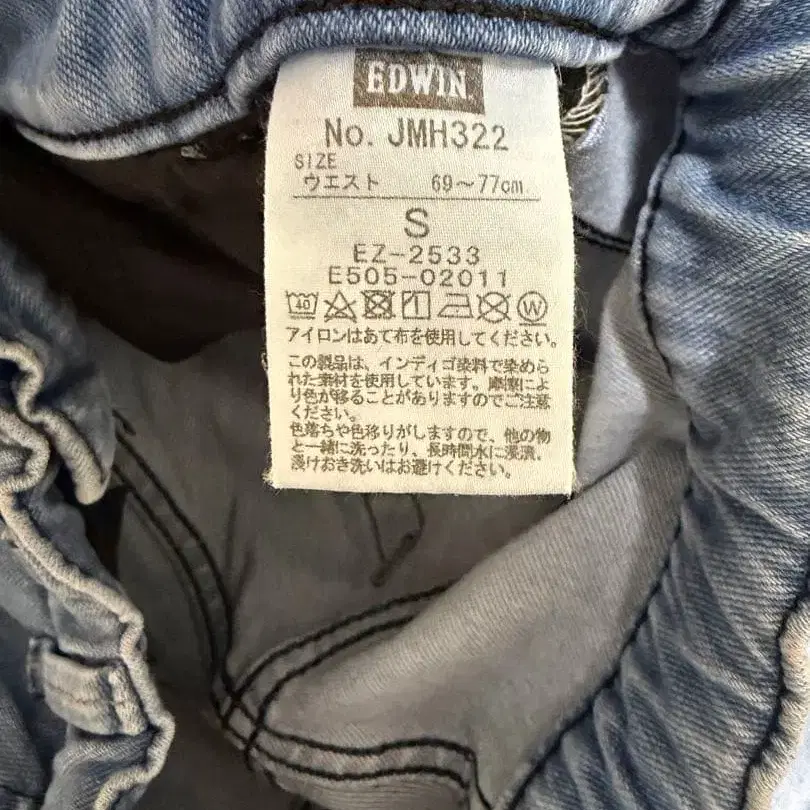 EDWIN
No. JMH322
SIZE
ウエスト 69～77cm
S
EZ-2533
E505-02011
40 W
アイロンはあて布を使用してください。
この製品は、インディゴ染料で染めら
れた素材を使用しています。摩擦によ
り色が移ることがありますのでご注意
ください。
色落ちや色移りがしますので、他の物
と一緒に洗ったり、長時間水に浸漬、
浸けおき洗いはお避けください。